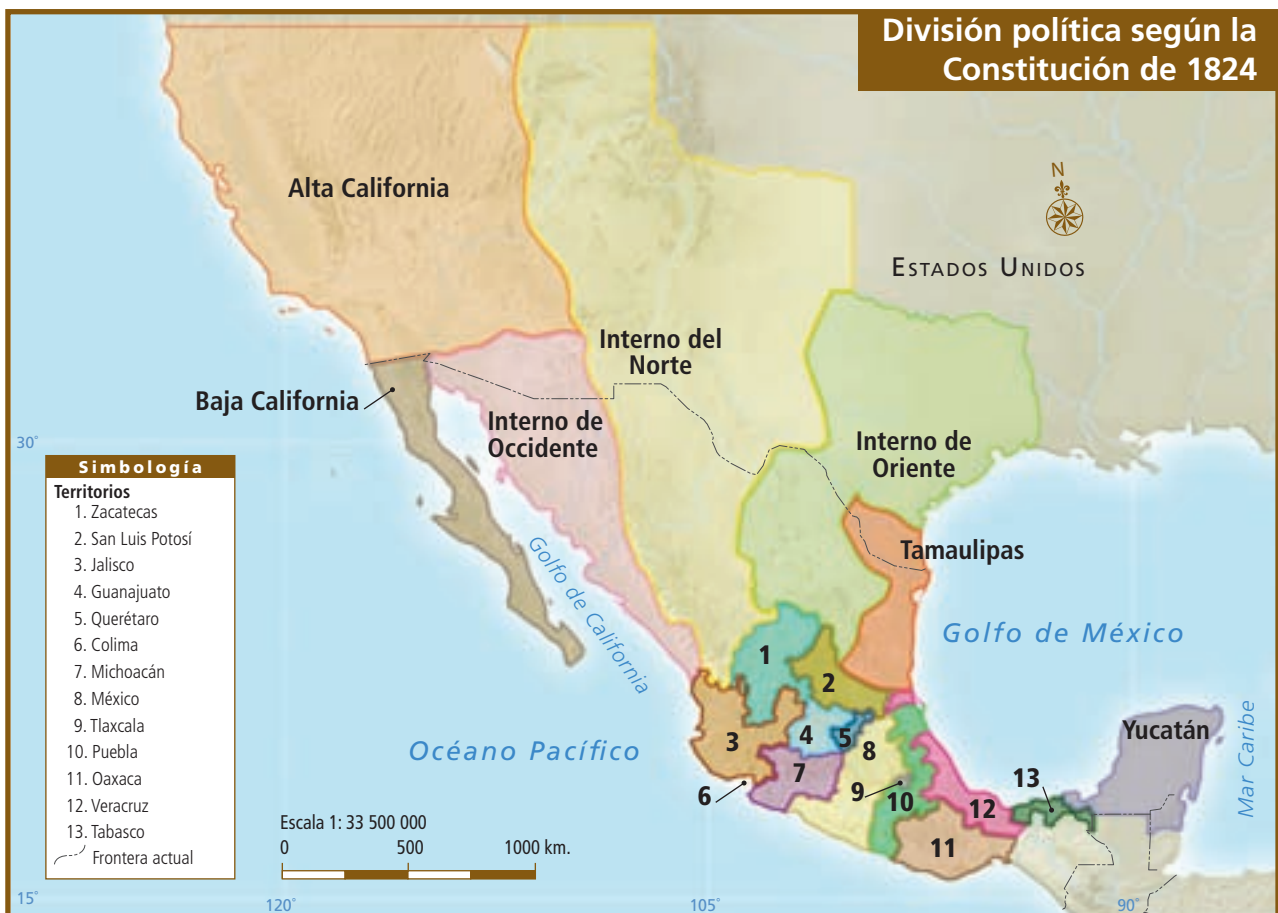 División política según la
Constitución de 1824
N
Alta California
ESTADOS UNIDOS
Interno del
Norte
Baja California
Interno de
Occidente
Interno de
Oriente
30°
Simbología
Territorios
1. Zacatecas
2. San Luis Potosí
3. Jalisco
4. Guanajuato
5. Querétaro
6. Colima
7. Michoacán
8. México
9. Tlaxcala
10. Puebla
11. Oaxaca
12. Veracruz
13. Tabasco
Frontera actual
Golfo de California
Tamaulipas
Golfo de México
1
2
Océano Pacífico
3
4
5
8
7
6
9
10
12
11
13
Yucatán
Mar Caribe
Escala 1: 33 500 000
0 500 1000 km.
15°
120°
105°
90°